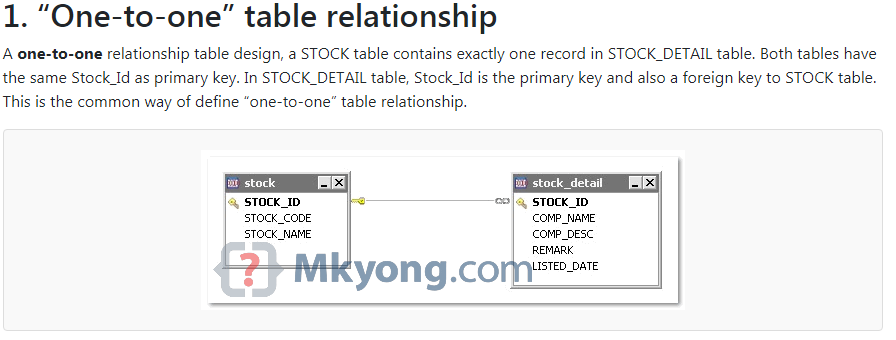 1. “One-to-one” table relationship
A one-to-one relationship table design, a STOCK table contains exactly one record in STOCK_DETAIL table. Both tables have
the same Stock_Id as primary key. In STOCK_DETAIL table, Stock_Id is the primary key and also a foreign key to STOCK table.
This is the common way of define “one-to-one” table relationship.
stock
STOCK_ID
STOCK_CODE
STOCK_NAME
stock_detail
STOCK_ID
COMP_NAME
COMP_DESC
REMARK
LISTED_DATE
Mkyong.com